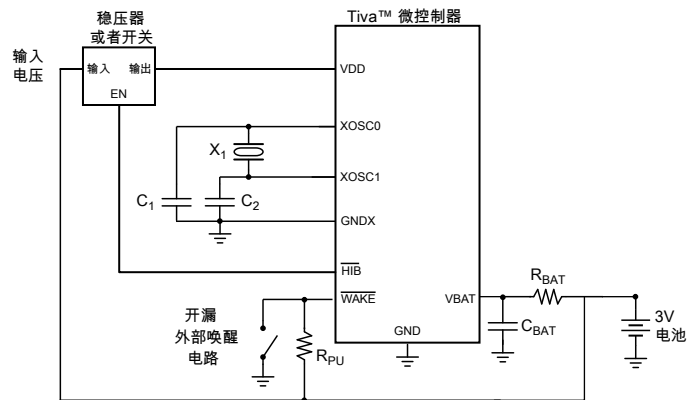 Tiva™ 微控制器
稳压器
或者开关
输入
电压
输入
输出
EN
VDD
XOSC0
X1
XOSC1
C1
C2
GNDX
HIB
WAKE
VBAT
GND
RBAT
CBAT
3V
电池
开漏
外部唤醒
电路
RPU